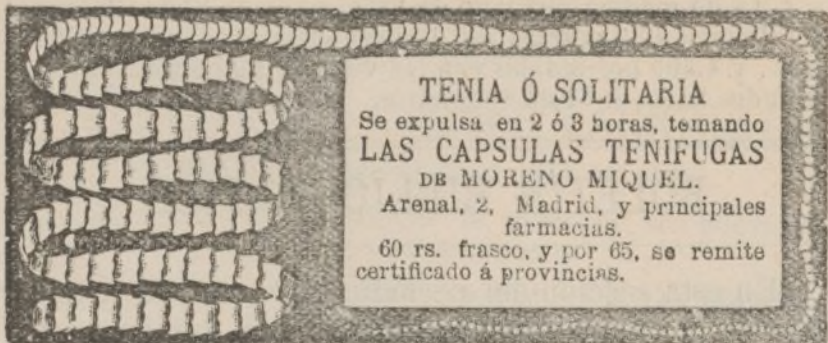 TENIA Ó SOLITARIA
Se expulsa en 2 ó 3 horas, tomando
LAS CAPSULAS TENIFUGAS
DE MORENO MIQUEL.
Arenal, 2, Madrid, y principales
farmacias.
60 rs. frasco, y por 65, se remite
certificado á provincias.